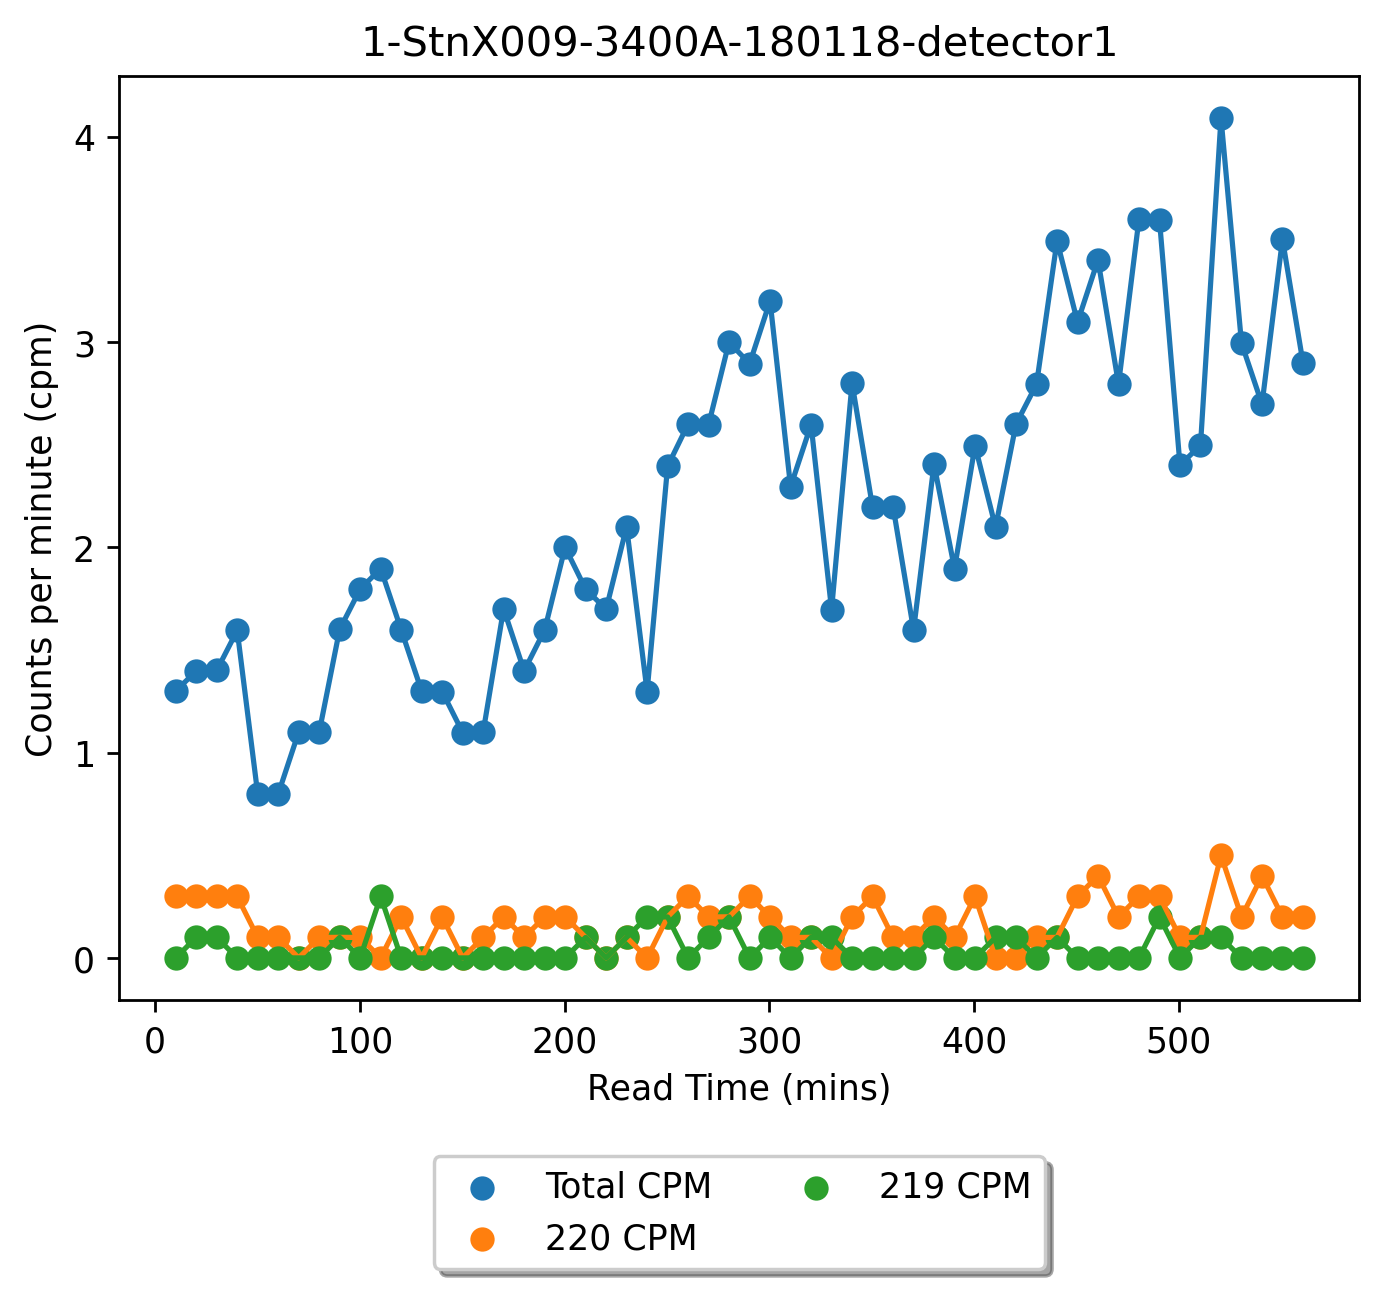 1-StnX009-3400A-180118-detector1
Counts per minute (cpm)
4
3
2
1
0
0 100 200 300 400 500
Read Time (mins)
Total CPM 219 CPM
220 CPM